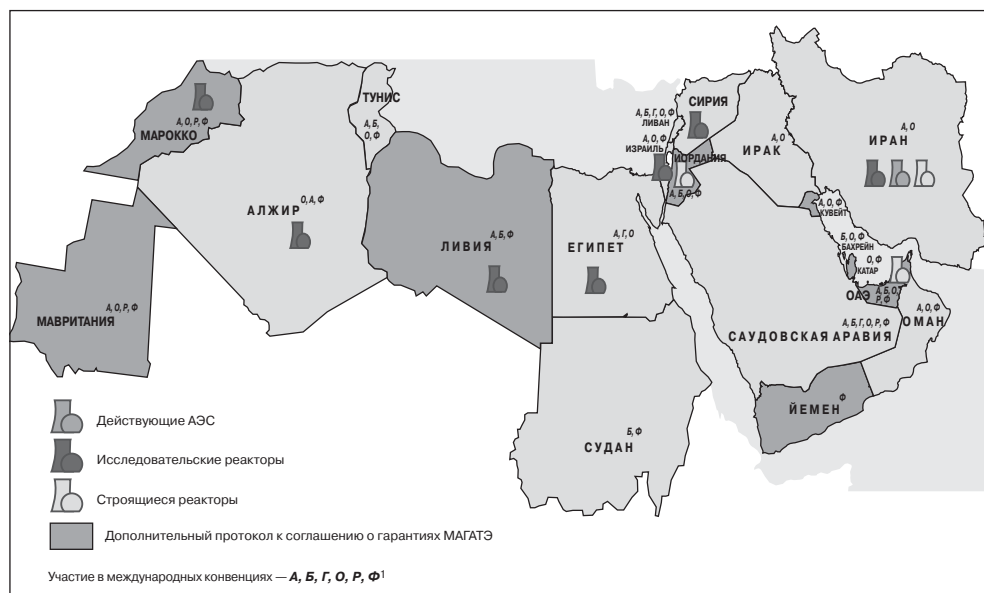 А, О, Р, Ф
МАРОККО
ТУНИС
А, Б,
О, Ф
АЛЖИР О, А, Ф
ЛИВИЯ А, Б, Ф
ЕГИПЕТ А, Г, О
МАВРИТАНИЯ А, О, Р, Ф
СУДАН Б, Ф
А, Б, Г, О, Ф
ЛИВАН
А, О, Ф
ИЗРАИЛЬ
СИРИЯ
ИОРДАНИЯ
А, Б, О, Ф
А, О
ИРАК
А, О
ИРАН
А, О, Ф
КУВЕЙТ
Б, О, Ф
БАХРЕЙН
О, Ф
КАТАР
ОАЭ А, Б, О,
Р, Ф
А, Б, Г, О, Р, Ф
САУДОВСКАЯ АРАВИЯ
А, О, Ф
ОМАН
ЙЕМЕН Ф
Действующие АЭС
Исследовательские реакторы
Строящиеся реакторы
Дополнительный протокол к соглашению о гарантиях МАГАТЭ
Участие в международных конвенциях — А, Б, Г, О, Р, Ф1